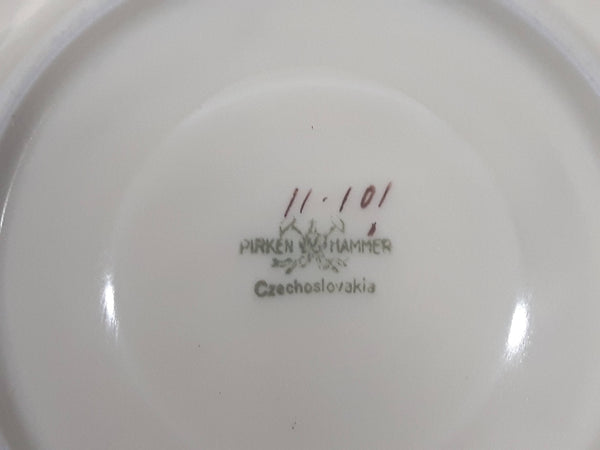 11.101
PIRKEN HAMMER
Czechoslovakia